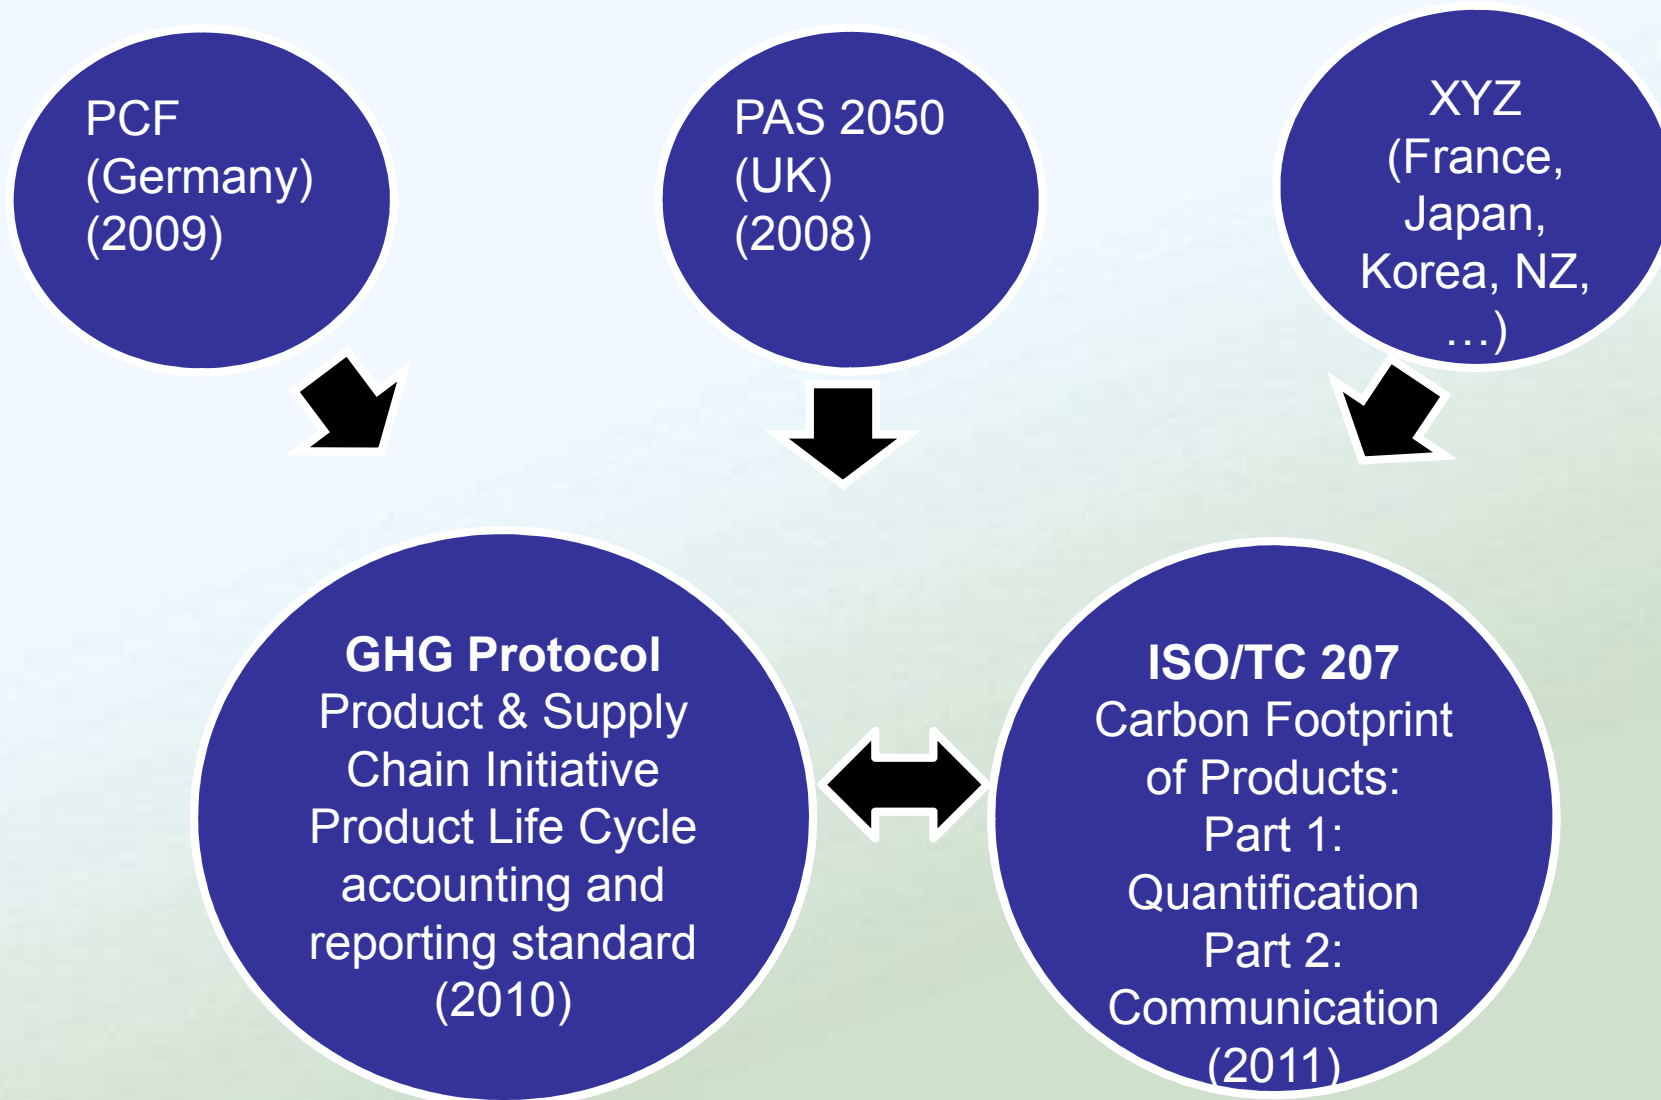 PCF
(Germany)
(2009)
PAS 2050
(UK)
(2008)
XYZ
(France,
Japan,
Korea, NZ,
…)
GHG Protocol
Product & Supply
Chain Initiative
Product Life Cycle
accounting and
reporting standard
(2010)
ISO/TC 207
Carbon Footprint
of Products:
Part 1:
Quantification
Part 2:
Communication
(2011)